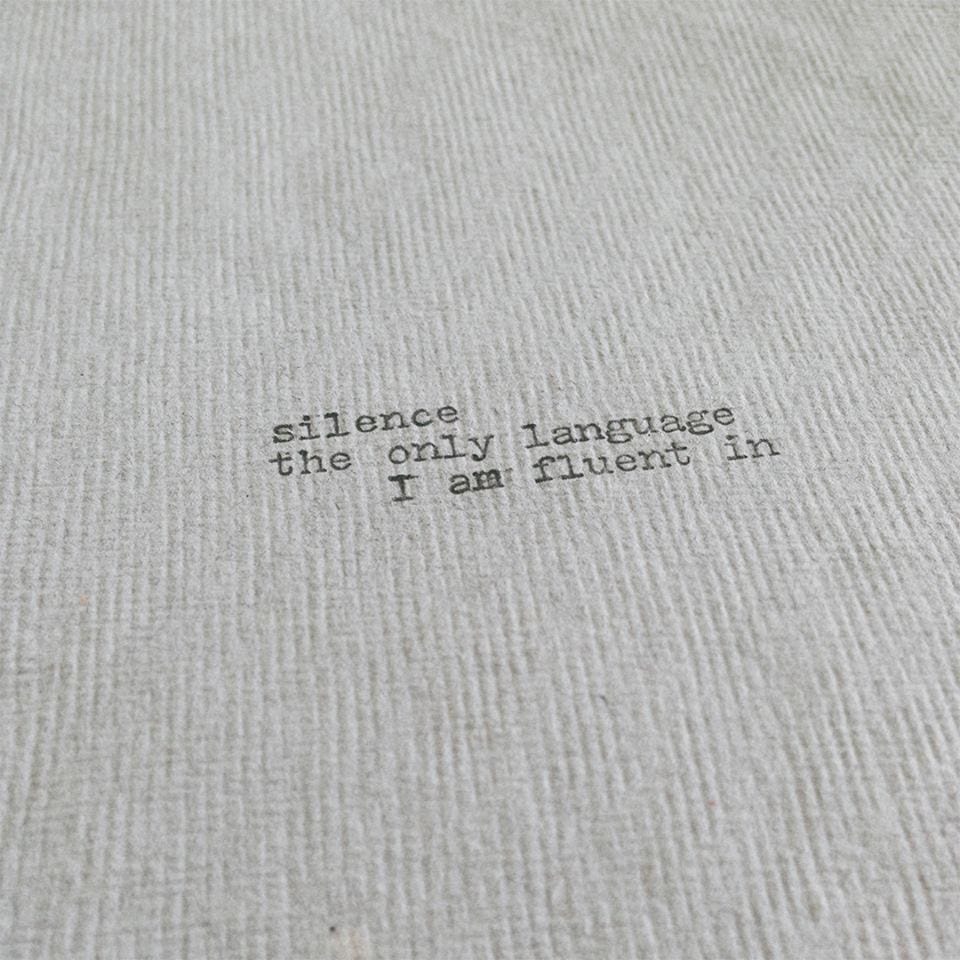 silence
the only language
I am fluent in